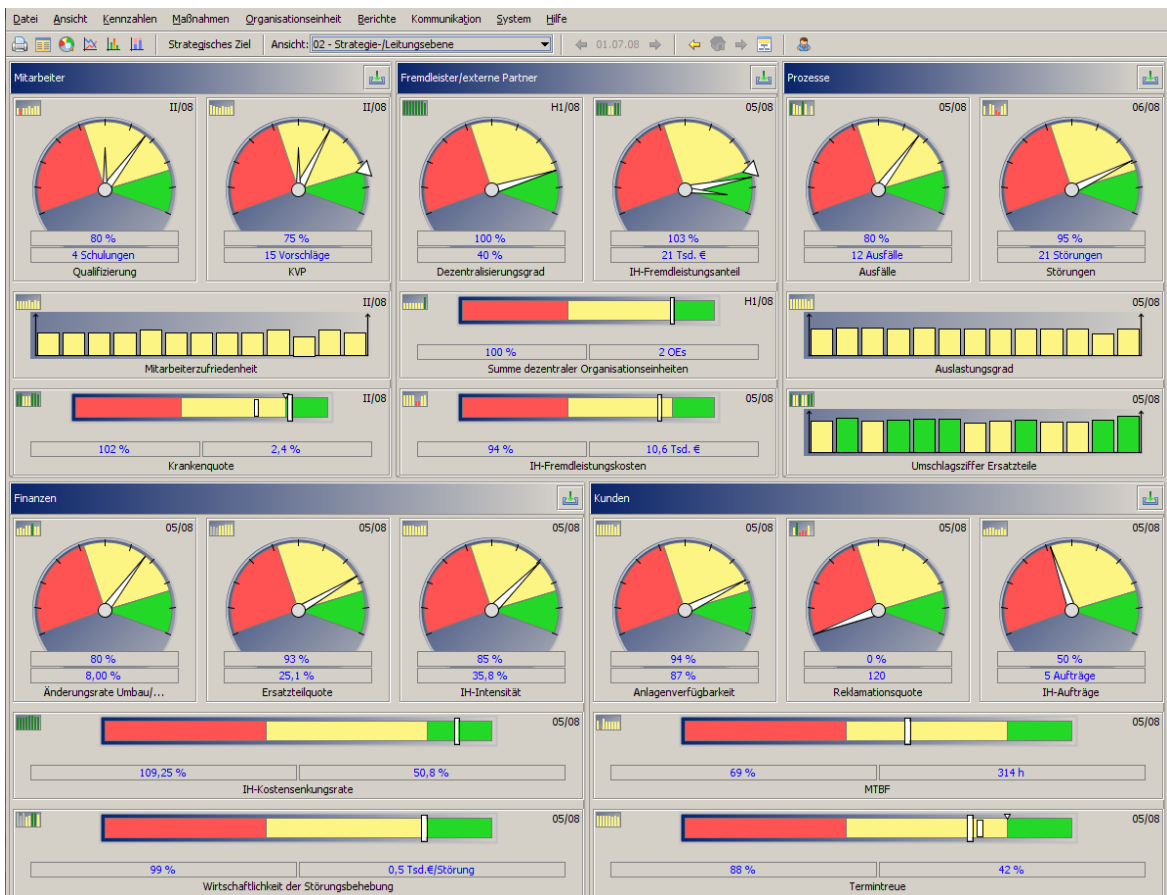 Datei Ansicht Kennzahlen Maßnahmen Organisationseinheit Berichte Kommunikation System Hilfe
Strategisches Ziel Ansicht: 02 - Strategie-/Leitungsebene 01.07.08
Mitarbeiter
II/08
80 %
4 Schulungen
Qualifizierung
II/08
75 %
15 Vorschläge
KVP
II/08
Mitarbeiterzufriedenheit
II/08
102 % 2,4 %
Krankenquote
Fremdleister/externe Partner
H1/08
100 %
40 %
Dezentralisierungsgrad
05/08
103 %
21 Tsd. €
IH-Fremdleistungsanteil
H1/08
100 % 2 OEs
Summe dezentraler Organisationseinheiten
05/08
94 % 10,6 Tsd. €
IH-Fremdleistungskosten
Prozesse
05/08
80 %
12 Ausfälle
Ausfälle
06/08
95 %
21 Störungen
Störungen
05/08
Auslastungsgrad
05/08
Umschlagsziffer Ersatzteile
Finanzen
05/08
80 %
8,00 %
Änderungsrate Umbau/...
05/08
93 %
25,1 %
Ersatzteilquote
05/08
85 %
35,8 %
IH-Intensität
05/08
109,25 % 50,8 %
IH-Kostensenkungsrate
05/08
99 % 0,5 Tsd.€/Störung
Wirtschaftlichkeit der Störungsbehebung
Kunden
05/08
94 %
87 %
Anlagenverfügbarkeit
05/08
0 %
120
Reklamationsquote
05/08
50 %
5 Aufträge
IH-Aufträge
05/08
69 % 314 h
MTBF
05/08
88 % 42 %
Termintreue